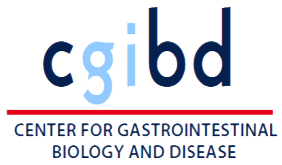 cgibd
CENTER FOR GASTROINTESTINAL
BIOLOGY AND DISEASE